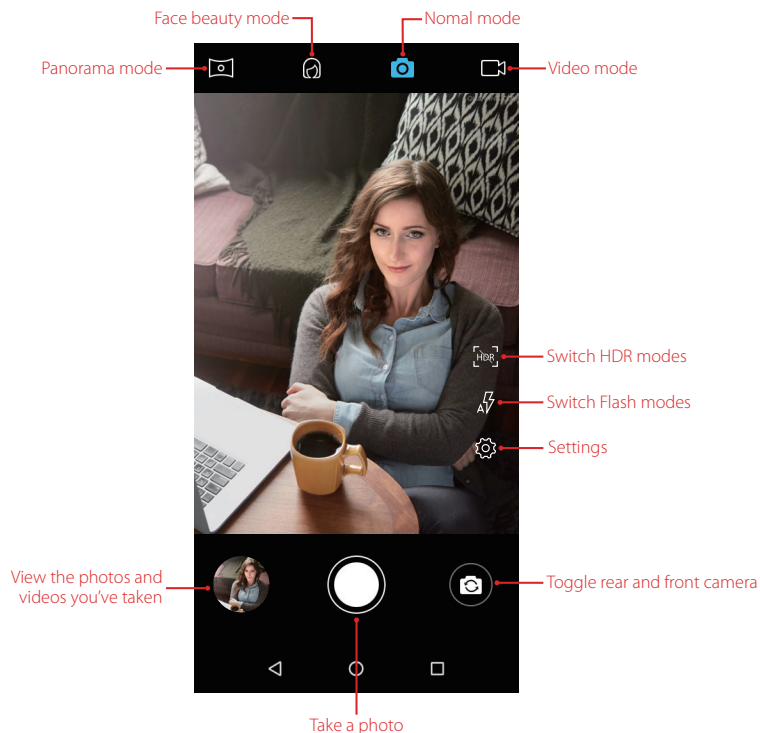 Face beauty mode
Nomal mode
Panorama mode
Video mode
HDR
Switch HDR modes
A
Switch Flash modes
Settings
View the photos and
videos you've taken
Toggle rear and front camera
Take a photo